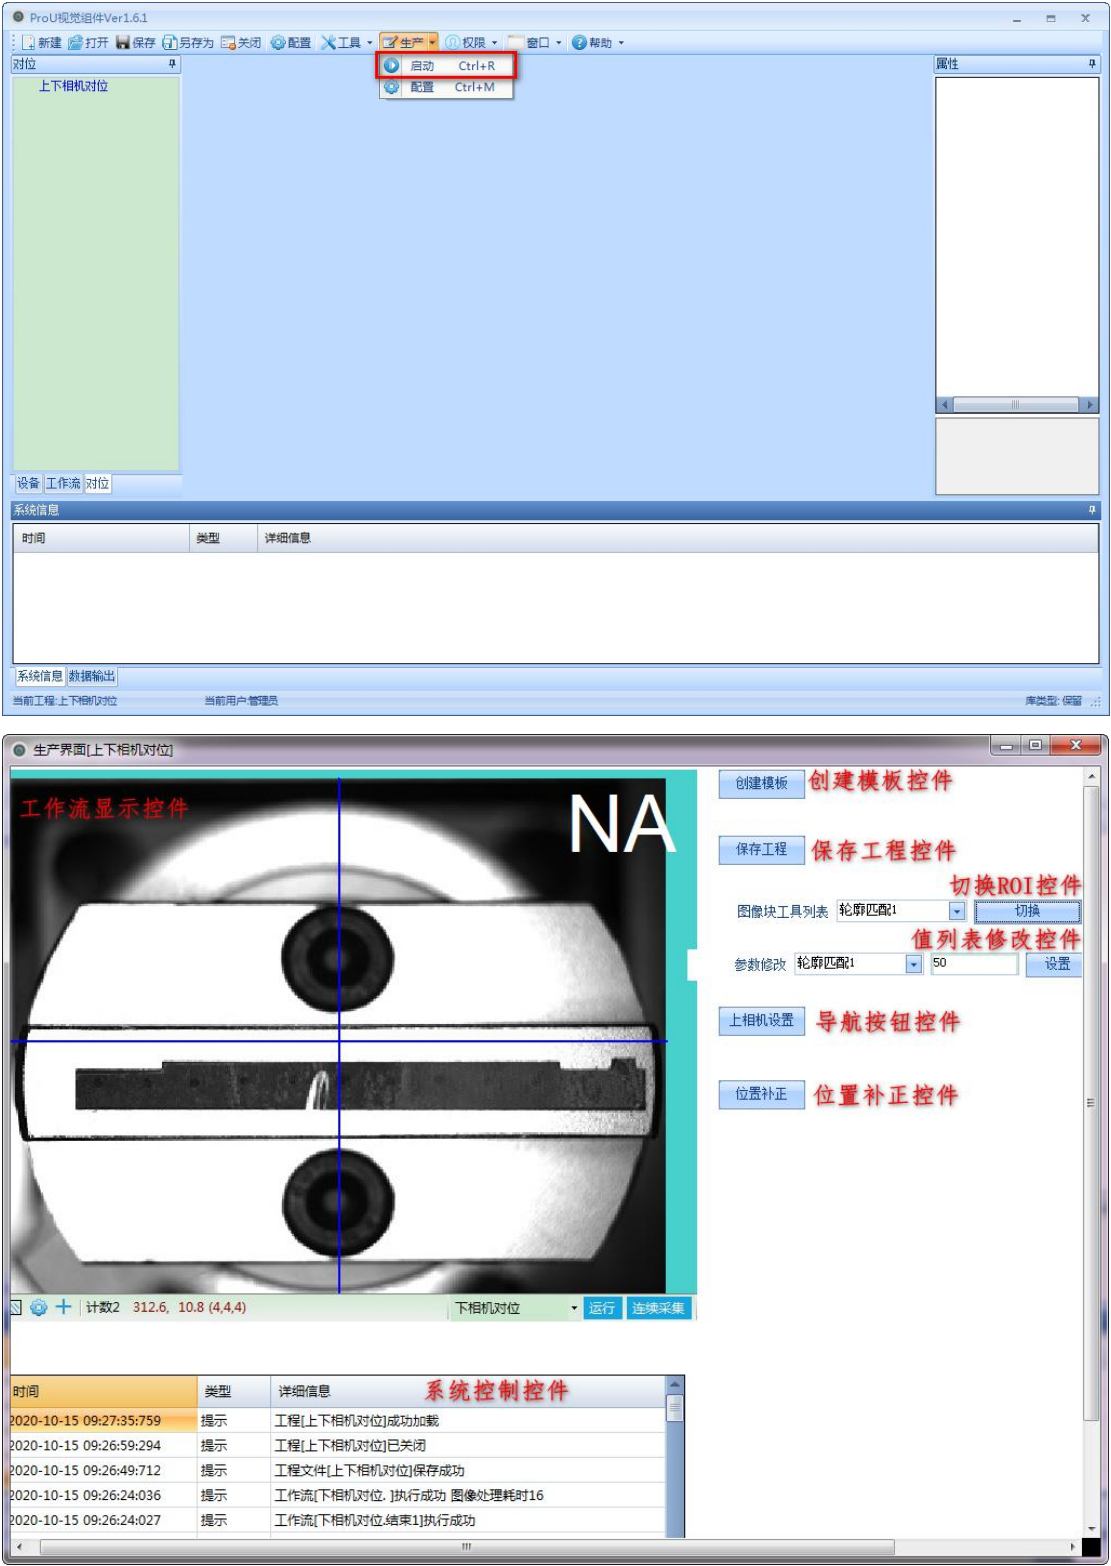 ProU视觉组件Ver1.6.1
新建 打开 保存 另存为 关闭 配置 工具 生产 权限 窗口 帮助
对位
启动 Ctrl+R
属性
上下相机对位
配置 Ctrl+M
设备 工作流 对位
系统信息
时间 类型 详细信息
系统信息 数据输出
当前工程:上下相机对位 当前用户:管理员 库类型: 保留
生产界面[上下相机对位]
工作流显示控件
NA
创建模板 创建模板控件
保存工程 保存工程控件
切换ROI控件
图像块工具列表 轮廓匹配1 切换
值列表修改控件
参数修改 轮廓匹配1 50 设置
上相机设置 导航按钮控件
位置补正 位置补正控件
计数2 312.6, 10.8 (4,4,4) 下相机对位 运行 连续采集
时间 类型 详细信息 系统控制控件
2020-10-15 09:27:35:759 提示 工程[上下相机对位]成功加载
2020-10-15 09:26:59:294 提示 工程[上下相机对位]已关闭
2020-10-15 09:26:49:712 提示 工程文件[上下相机对位]保存成功
2020-10-15 09:26:24:036 提示 工作流[下相机对位. ]执行成功 图像处理耗时16
2020-10-15 09:26:24:027 提示 工作流[下相机对位.结束1]执行成功